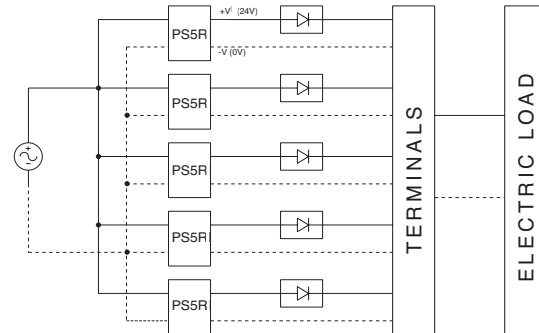 +V (24V)
PS5R
-V (0V)
PS5R
PS5R
PS5R
PS5R
TERMINALS
ELECTRIC LOAD
+
-